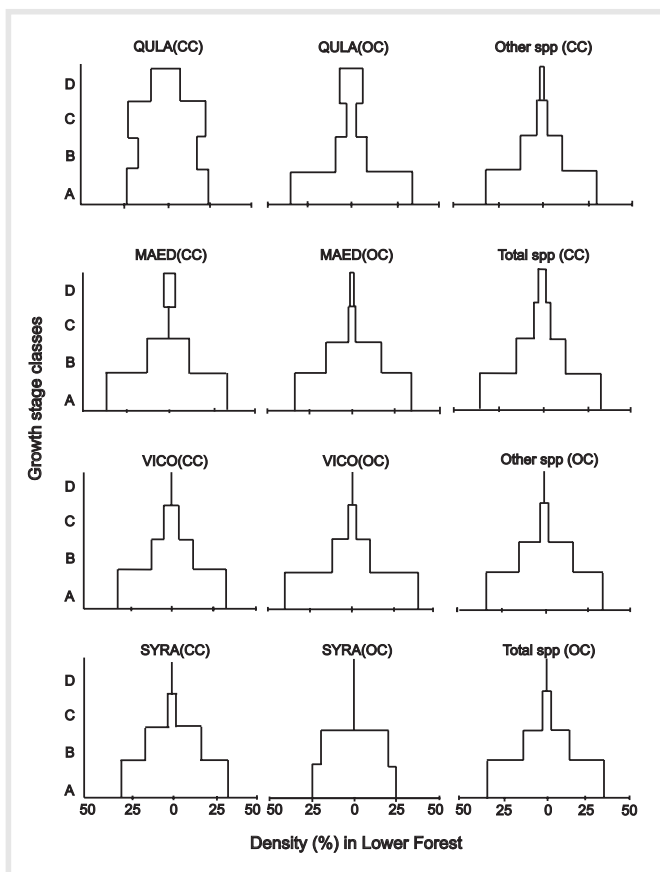 QULA(CC) QULA(OC) Other spp (CC)
D
C
B
A
MAED(CC) MAED(OC) Total spp (CC)
D
C
B
A
Growth stage classes
VICO(CC) VICO(OC) Other spp (OC)
D
C
B
A
SYRA(CC) SYRA(OC) Total spp (OC)
D
C
B
A
50 25 0 25 50 25 0 25 50 25 0 25 50
Density (%) in Lower Forest